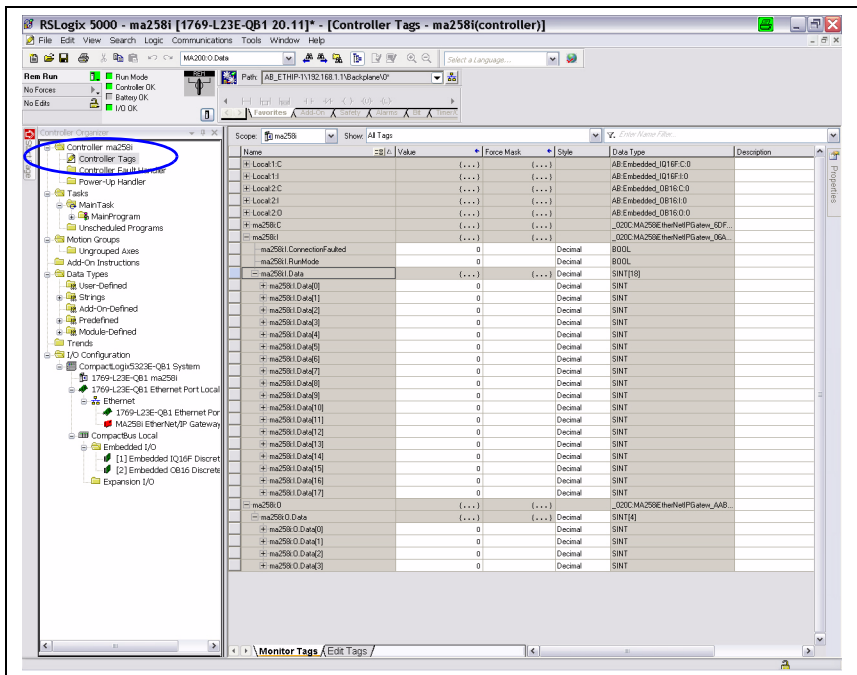 RSLogix 5000 - ma258i [1769-L23E-QB1 20.11]* - [Controller Tags - ma258i(controller)]
File Edit View Search Logic Communications Tools Window Help
MA200:O.Data
Select a Language...
Rem Run
No Forces
No Edits
Run Mode
Controller OK
Battery OK
I/O OK
REM
Path: AB_ETHIP-1\192.168.1.1\Backplane\0*
Favorites Add-On Safety Alarms Bit Timer/C
Controller Organizer
Controller ma258i
Controller Tags
Controller Fault Handler
Power-Up Handler
Tasks
MainTask
MainProgram
Unscheduled Programs
Motion Groups
Ungrouped Axes
Add-On Instructions
Data Types
User-Defined
Strings
Add-On-Defined
Predefined
Module-Defined
Trends
I/O Configuration
CompactLogix5323E-QB1 System
1769-L23E-QB1 ma258i
1769-L23E-QB1 Ethernet Port Local
Ethernet
1769-L23E-QB1 Ethernet Por
MA258i EtherNet/IP Gateway
CompactBus Local
Embedded I/O
[1] Embedded IQ16F Discret
[2] Embedded OB16 Discrete
Expansion I/O
Scope: ma258i Show: All Tags Enter Name Filter...
Name Value Force Mask Style Data Type Description
Local:1:C {...} {...} AB:Embedded_IQ16F:C:0
Local:1:I {...} {...} AB:Embedded_IQ16F:I:0
Local:2:C {...} {...} AB:Embedded_OB16:C:0
Local:2:I {...} {...} AB:Embedded_OB16:I:0
Local:2:O {...} {...} AB:Embedded_OB16:O:0
ma258i:C {...} {...} _020C:MA258iEtherNetIPGatew_6DF...
ma258i:I {...} {...} _020C:MA258iEtherNetIPGatew_06A...
ma258i:I.ConnectionFaulted 0 Decimal BOOL
ma258i:I.RunMode 0 Decimal BOOL
ma258i:I.Data {...} {...} Decimal SINT[18]
ma258i:I.Data[0] 0 Decimal SINT
ma258i:I.Data[1] 0 Decimal SINT
ma258i:I.Data[2] 0 Decimal SINT
ma258i:I.Data[3] 0 Decimal SINT
ma258i:I.Data[4] 0 Decimal SINT
ma258i:I.Data[5] 0 Decimal SINT
ma258i:I.Data[6] 0 Decimal SINT
ma258i:I.Data[7] 0 Decimal SINT
ma258i:I.Data[8] 0 Decimal SINT
ma258i:I.Data[9] 0 Decimal SINT
ma258i:I.Data[10] 0 Decimal SINT
ma258i:I.Data[11] 0 Decimal SINT
ma258i:I.Data[12] 0 Decimal SINT
ma258i:I.Data[13] 0 Decimal SINT
ma258i:I.Data[14] 0 Decimal SINT
ma258i:I.Data[15] 0 Decimal SINT
ma258i:I.Data[16] 0 Decimal SINT
ma258i:I.Data[17] 0 Decimal SINT
ma258i:O {...} {...} _020C:MA258iEtherNetIPGatew_AAB...
ma258i:O.Data {...} {...} Decimal SINT[4]
ma258i:O.Data[0] 0 Decimal SINT
ma258i:O.Data[1] 0 Decimal SINT
ma258i:O.Data[2] 0 Decimal SINT
ma258i:O.Data[3] 0 Decimal SINT
Properties
Monitor Tags Edit Tags